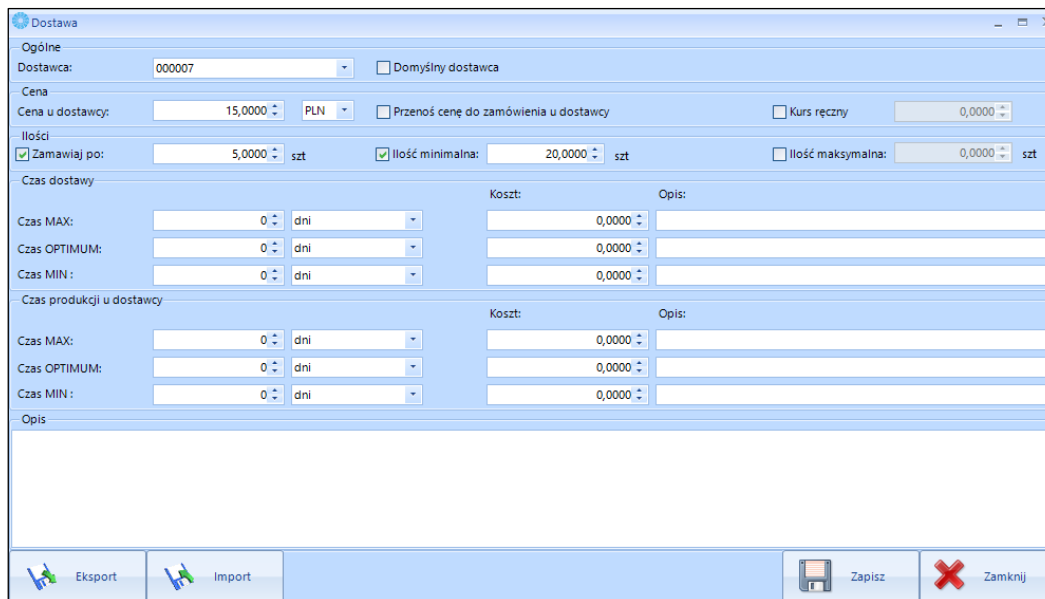 Dostawa
Ogólne
Dostawca: 000007 Domyślny dostawca
Cena
Cena u dostawcy: 15,0000 PLN Przenoś cenę do zamówienia u dostawcy Kurs ręczny 0,0000
Ilości
Zamawiaj po: 5,0000 szt Ilość minimalna: 20,0000 szt Ilość maksymalna: 0,0000 szt
Czas dostawy
Koszt: Opis:
Czas MAX: 0 dni 0,0000
Czas OPTIMUM: 0 dni 0,0000
Czas MIN : 0 dni 0,0000
Czas produkcji u dostawcy
Koszt: Opis:
Czas MAX: 0 dni 0,0000
Czas OPTIMUM: 0 dni 0,0000
Czas MIN : 0 dni 0,0000
Opis
Eksport Import Zapisz Zamknij